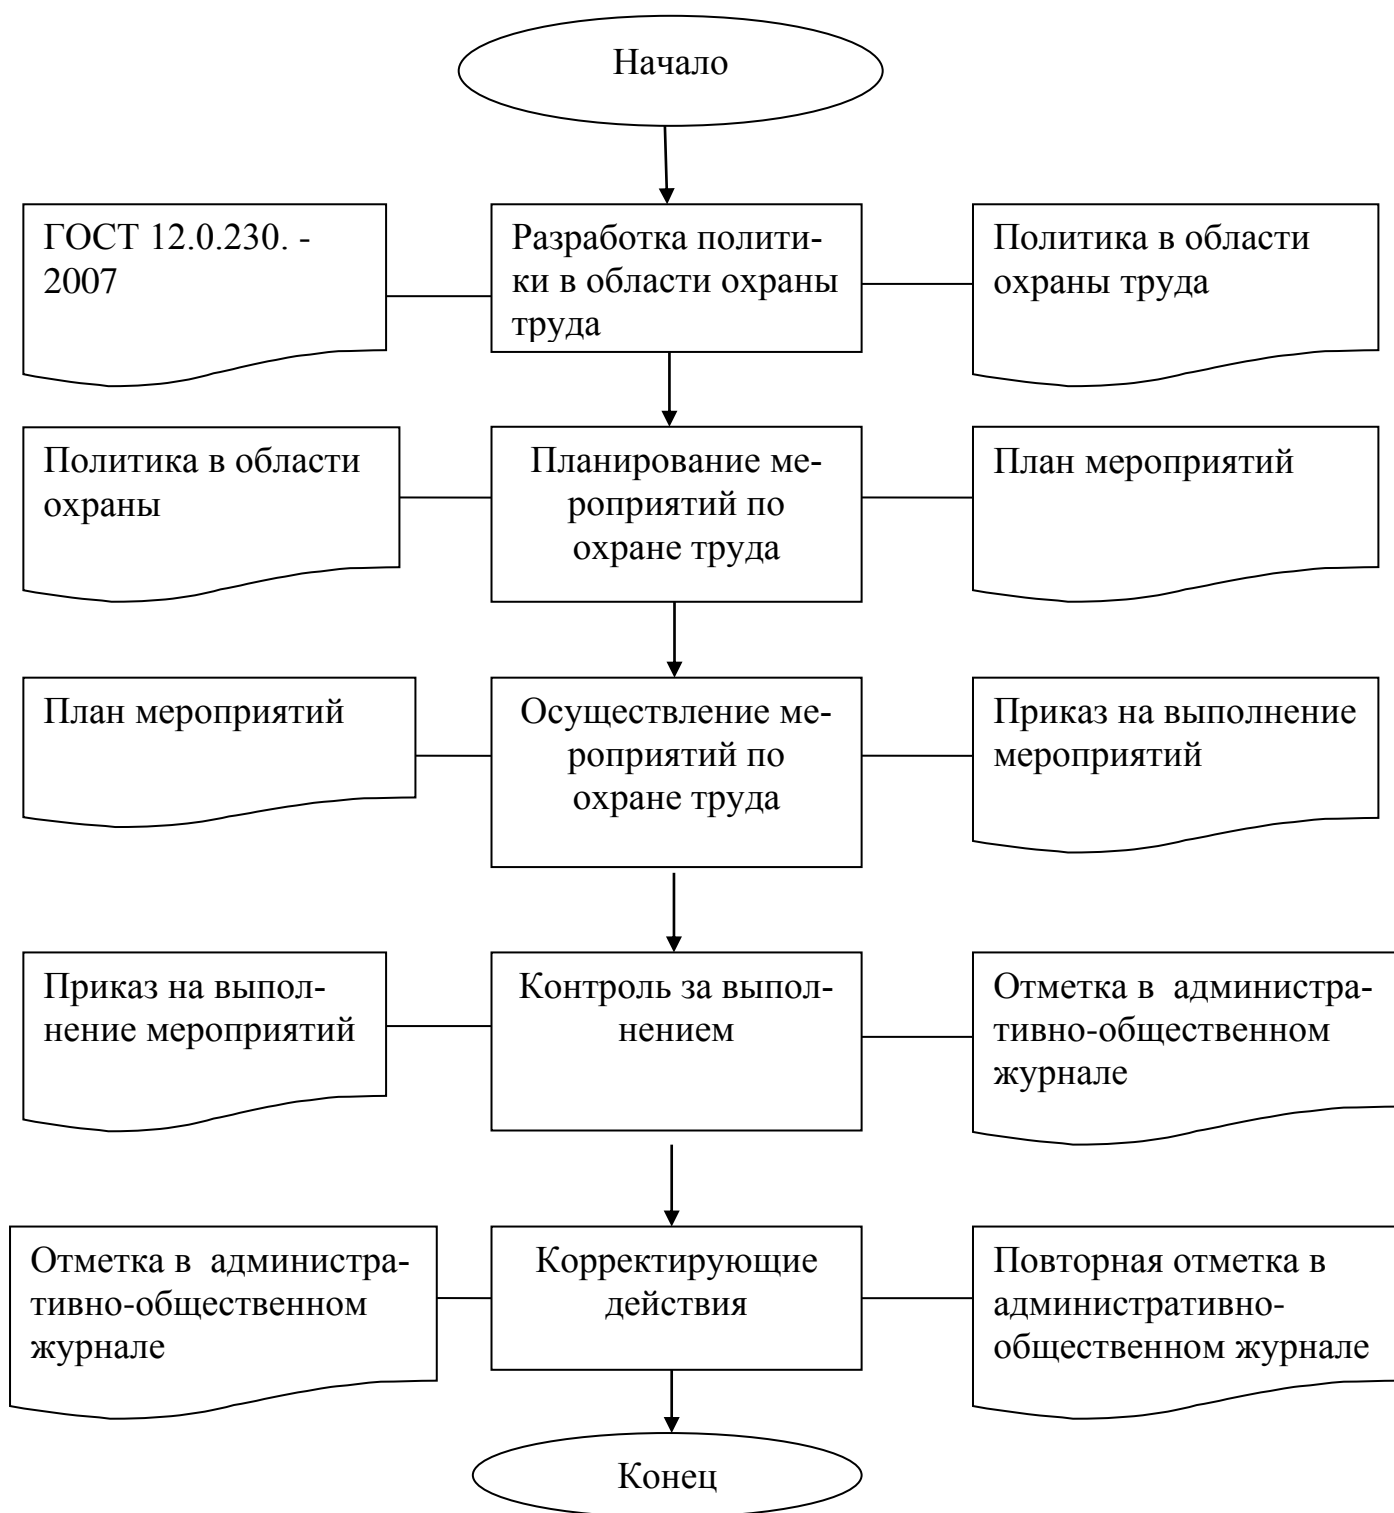 Начало
ГОСТ 12.0.230. -
2007
Разработка полити-
ки в области охраны
труда
Политика в области
охраны труда
Политика в области
охраны
Планирование ме-
роприятий по
охране труда
План мероприятий
План мероприятий
Осуществление ме-
роприятий по
охране труда
Приказ на выполнение
мероприятий
Приказ на выпол-
нение мероприятий
Контроль за выпол-
нением
Отметка в  администра-
тивно-общественном
журнале
Отметка в  администра-
тивно-общественном
журнале
Корректирующие
действия
Повторная отметка в
административно-
общественном журнале
Конец